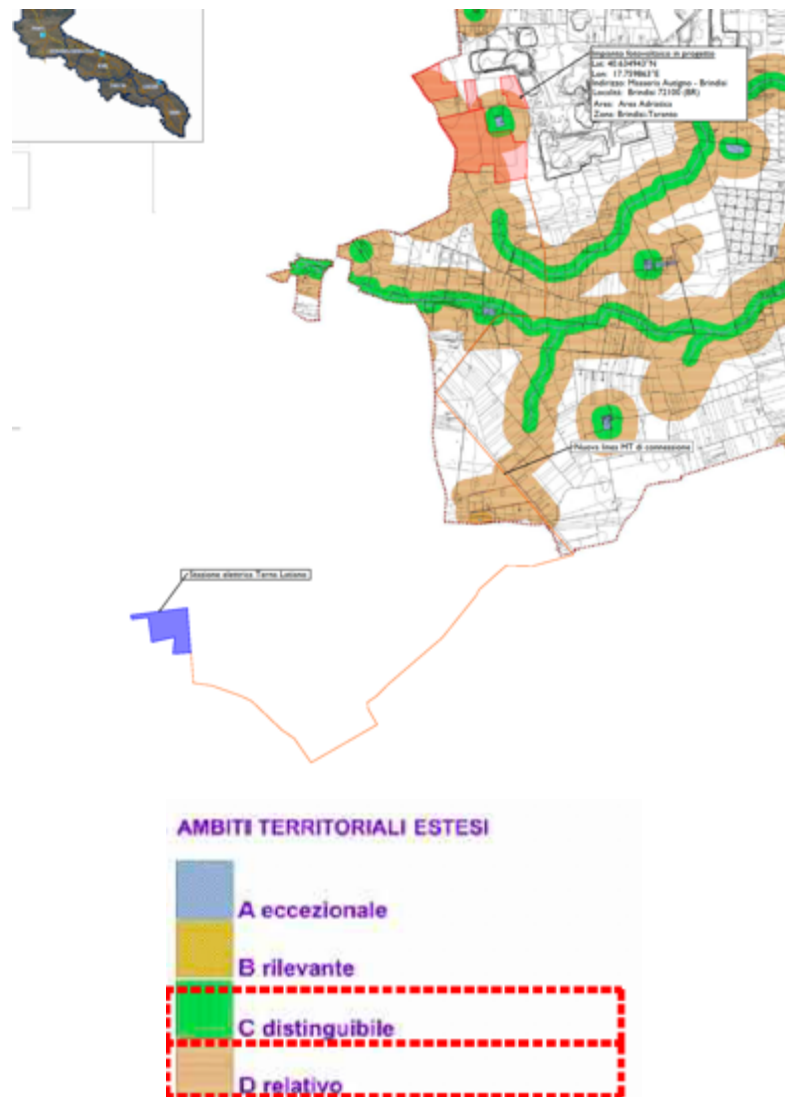 Impianto fotovoltaico in progetto
Lat: 40.634943°N
Lon: 17.759863°E
Indirizzo: Masseria Autigno - Brindisi
Località: Brindisi 72100 (BR)
Area: Area Adriatica
Zona: Brindisi-Taranto
Nuova linea MT di connessione
Stazione elettrica Terna Latiano
AMBITI TERRITORIALI ESTESI
A eccezionale
B rilevante
C distinguibile
D relativo